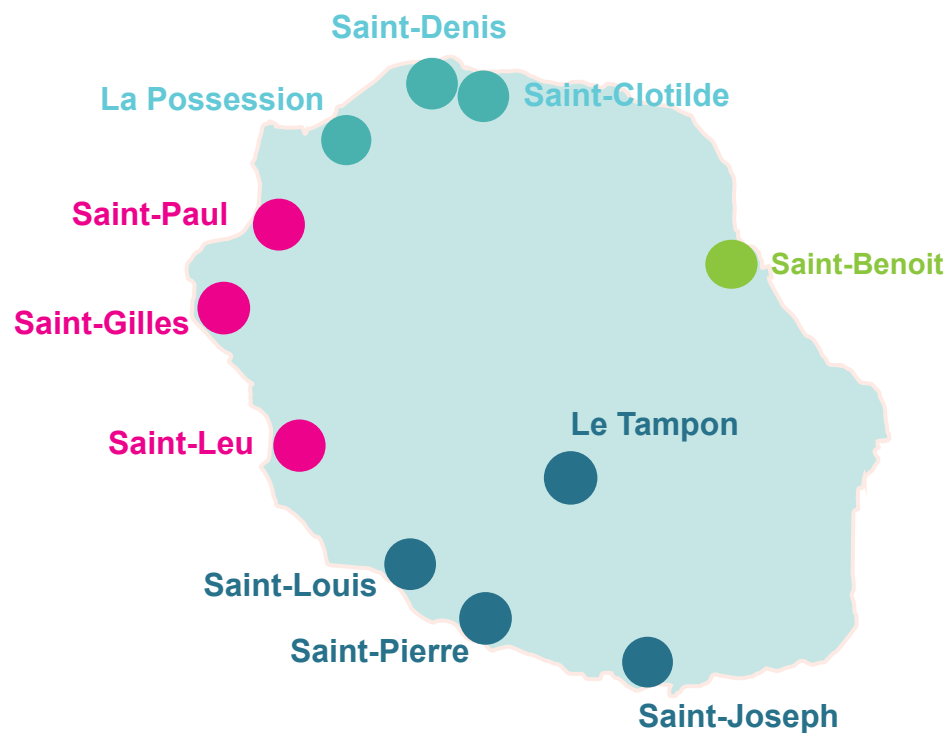 Saint-Denis
La Possession
Saint-Clotilde
Saint-Paul
Saint-Benoit
Saint-Gilles
Le Tampon
Saint-Leu
Saint-Louis
Saint-Pierre
Saint-Joseph